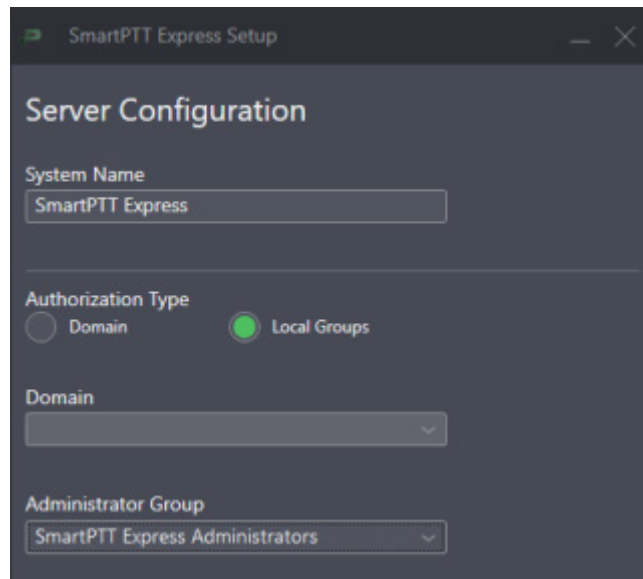 SmartPTT Express Setup
Server Configuration
System Name
SmartPTT Express
Authorization Type
Domain Local Groups
Domain
Administrator Group
SmartPTT Express Administrators